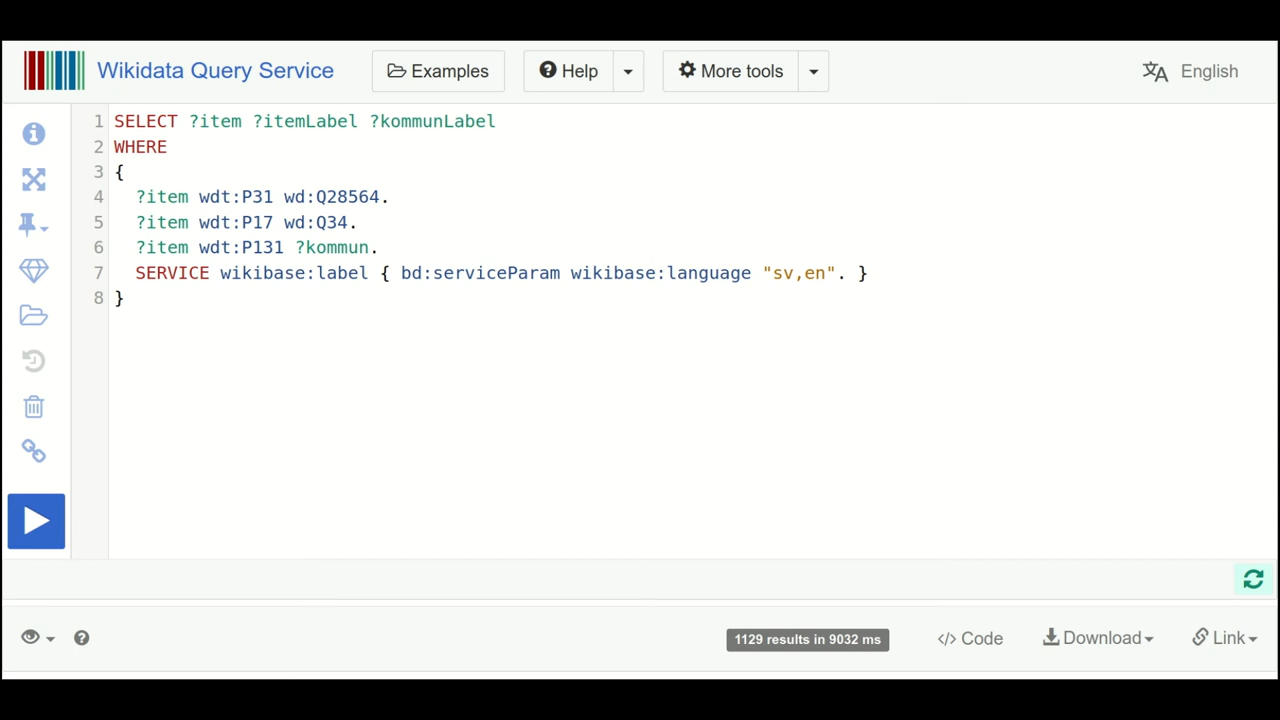 Wikidata Query Service Examples Help More tools English
1 SELECT ?item ?itemLabel ?kommunLabel
2 WHERE
3 {
4 ?item wdt:P31 wd:Q28564.
5 ?item wdt:P17 wd:Q34.
6 ?item wdt:P131 ?kommun.
7 SERVICE wikibase:label { bd:serviceParam wikibase:language "sv,en". }
8 }
1129 results in 9032 ms </> Code Download Link